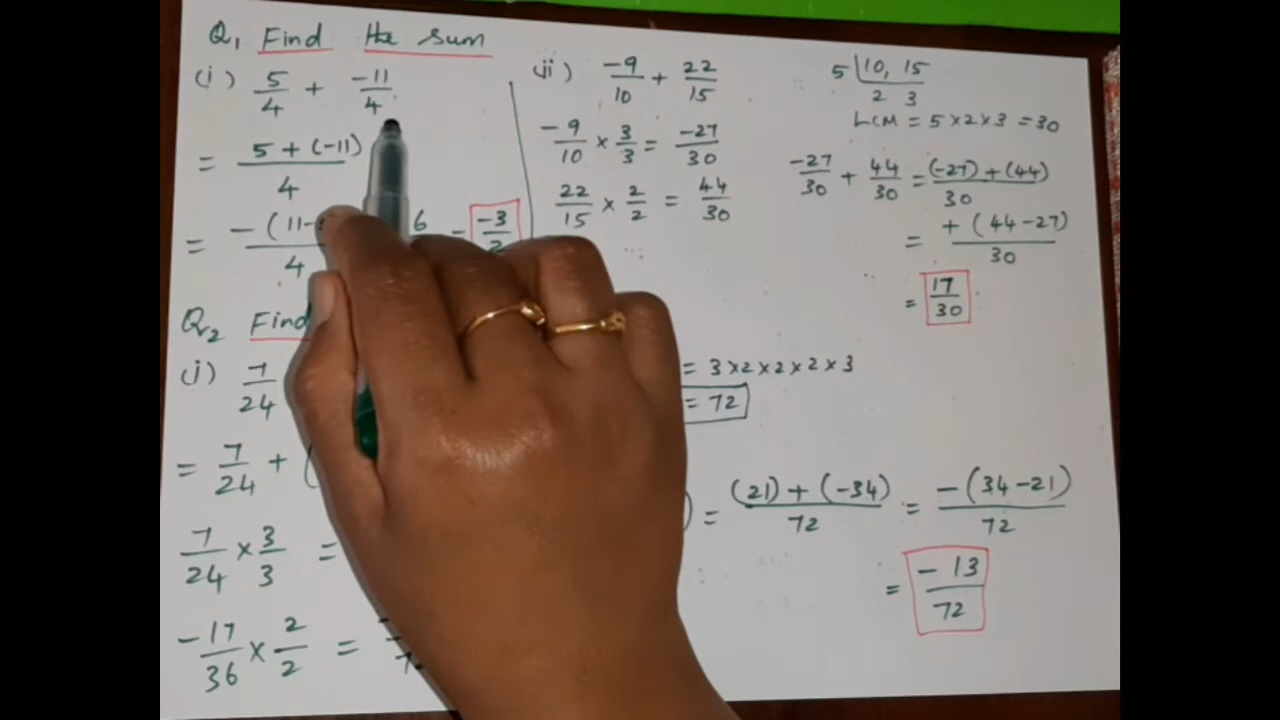 Q1 Find the sum
(i) 5/4 + -11/4
= 5 + (-11) / 4
= -(11- / 4 6 = -3/2
(ii) -9/10 + 22/15
-9/10 × 3/3 = -27/30
22/15 × 2/2 = 44/30
5 | 10, 15
2 3
LCM = 5×2×3 = 30
-27/30 + 44/30 = (-27) + (44) / 30
= + (44-27) / 30
= 17/30
Q2 Find
(i) 7/24
= 3×2×2×2×3
= 72
= 7/24 + (
) = (21) + (-34) / 72 = -(34-21) / 72
= -13/72
7/24 × 3/3 =
-17/36 × 2/2 =